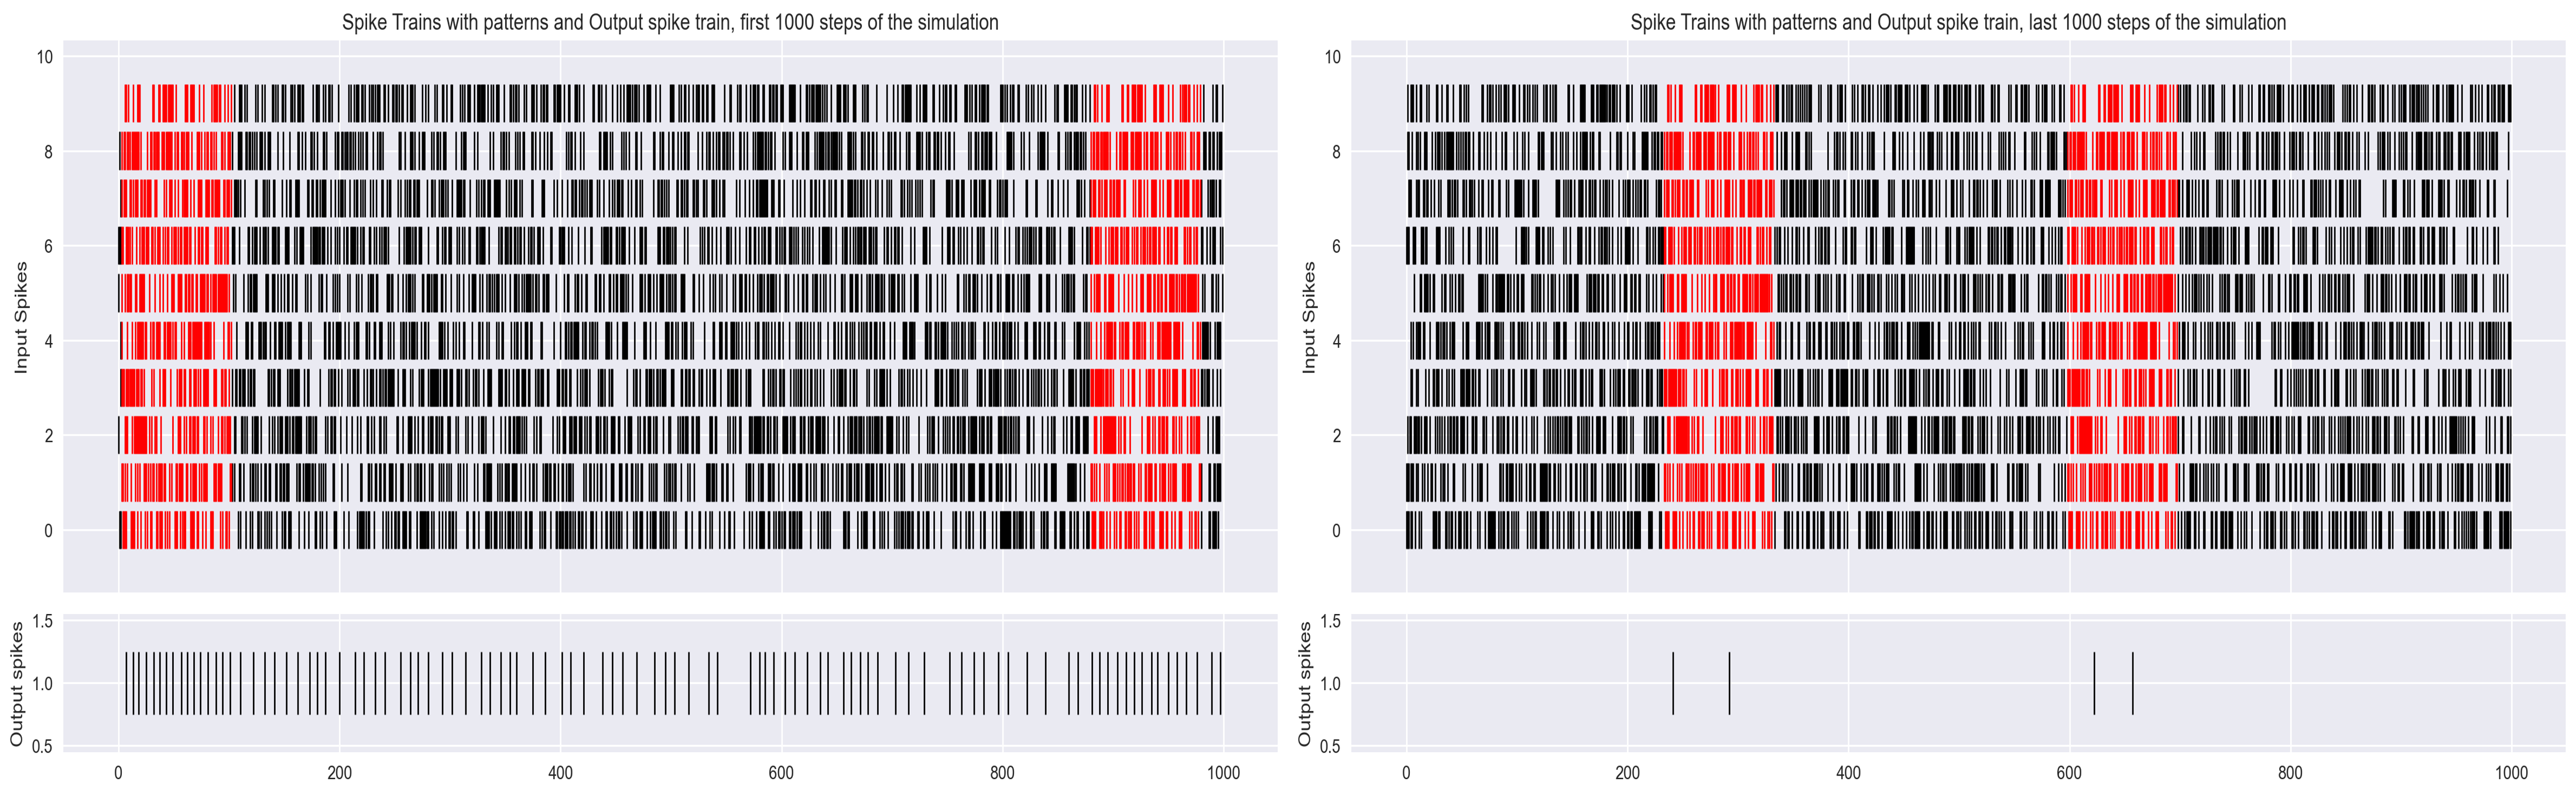 Spike Trains with patterns and Output spike train, first 1000 steps of the simulation
10
8
6
4
2
0
Input Spikes
1.5
1.0
0.5
Output spikes
0 200 400 600 800 1000
Spike Trains with patterns and Output spike train, last 1000 steps of the simulation
10
8
6
4
2
0
Input Spikes
1.5
1.0
0.5
Output spikes
0 200 400 600 800 1000